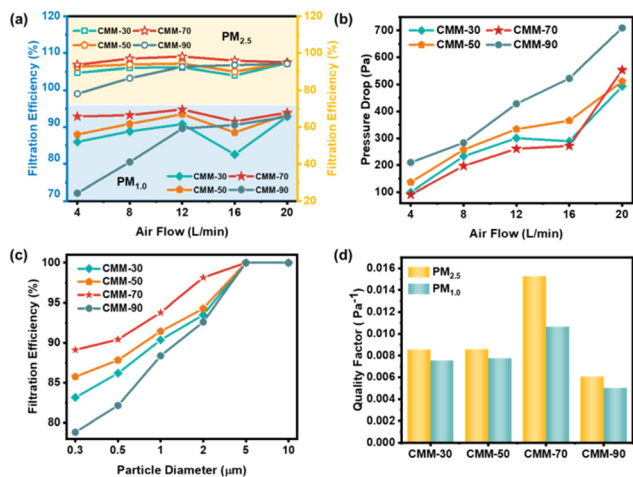 (a)
120
110
100
90
80
70
Filtration Efficiency (%)
CMM-30 CMM-70
CMM-50 CMM-90
PM2.5
PM1.0
CMM-30 CMM-70
CMM-50 CMM-90
120
100
80
60
40
20
Filtration Efficiency (%)
4 8 12 16 20
Air Flow (L/min)
(b)
800
700
600
500
400
300
200
100
Pressure Drop (Pa)
CMM-30 CMM-70
CMM-50 CMM-90
4 8 12 16 20
Air Flow (L/min)
(c)
100
95
90
85
80
Filtration Efficiency (%)
CMM-30
CMM-50
CMM-70
CMM-90
0.3 0.5 1 2 5 10
Particle Diameter (μm)
(d)
0.016
0.014
0.012
0.010
0.008
0.006
0.004
0.002
0.000
Quality Factor ( Pa-1)
PM2.5
PM1.0
CMM-30 CMM-50 CMM-70 CMM-90